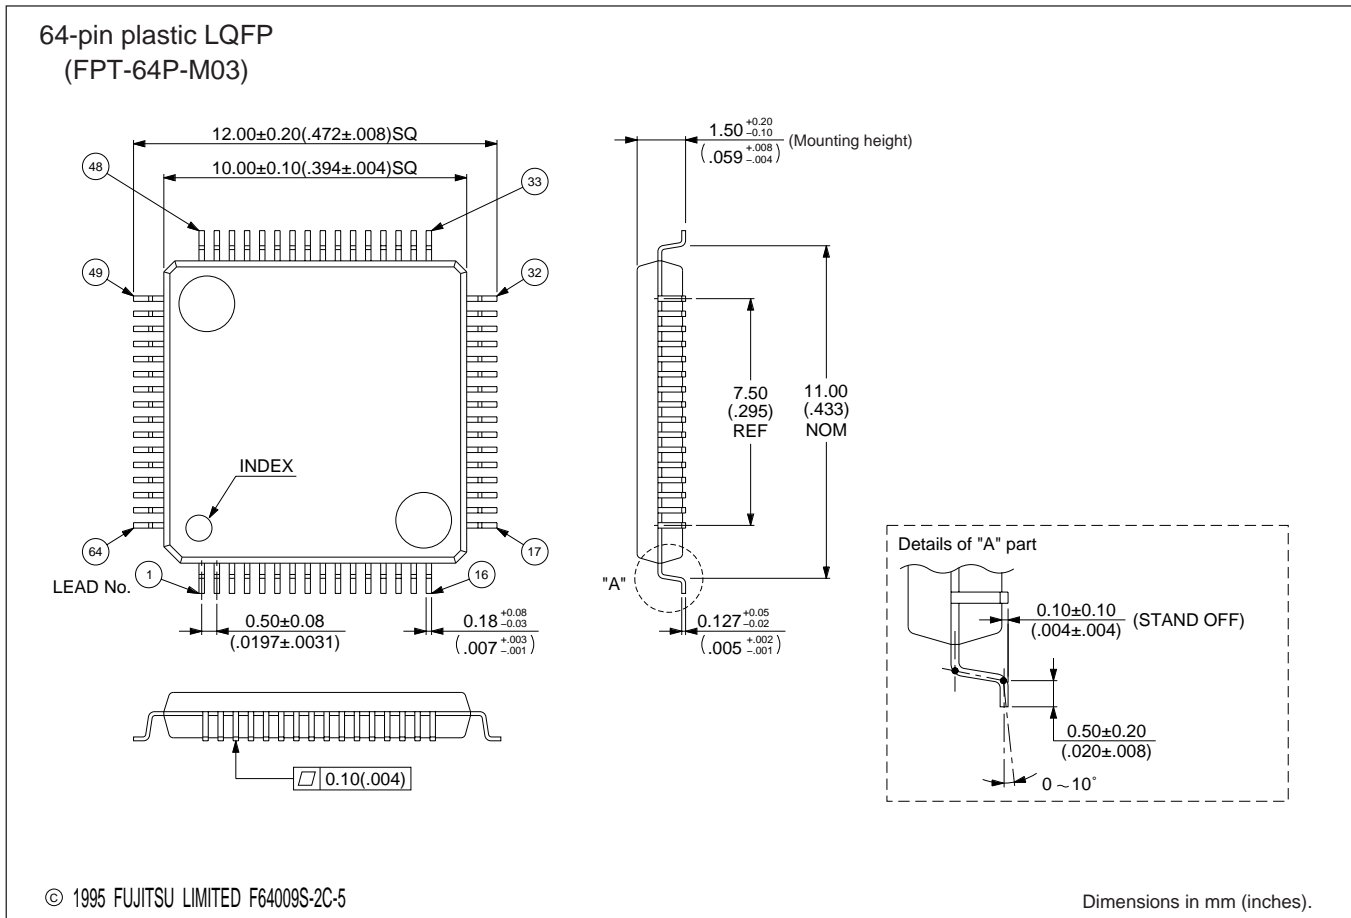 64-pin plastic LQFP
(FPT-64P-M03)
12.00±0.20(.472±.008)SQ
10.00±0.10(.394±.004)SQ
48
33
49
32
INDEX
64
17
LEAD No.
1
16
0.50±0.08
(.0197±.0031)
0.18 +0.08 -0.03
(.007 +.003 -.001)
0.10(.004)
1.50 +0.20 -0.10 (Mounting height)
(.059 +.008 -.004)
7.50
(.295)
REF
11.00
(.433)
NOM
"A"
0.127 +0.05 -0.02
(.005 +.002 -.001)
Details of "A" part
0.10±0.10 (STAND OFF)
(.004±.004)
0.50±0.20
(.020±.008)
0 ~10°
© 1995 FUJITSU LIMITED F64009S-2C-5
Dimensions in mm (inches).